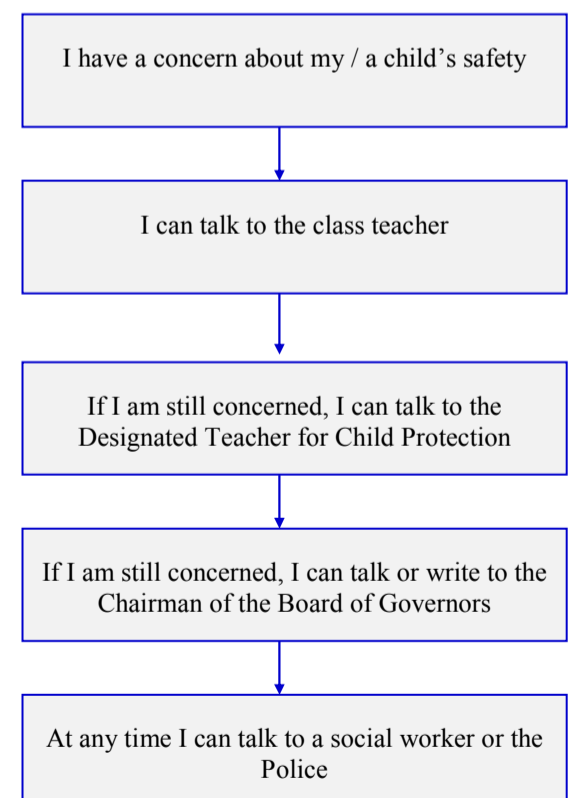 I have a concern about my / a child’s safety
I can talk to the class teacher
If I am still concerned, I can talk to the
Designated Teacher for Child Protection
If I am still concerned, I can talk or write to the
Chairman of the Board of Governors
At any time I can talk to a social worker or the
Police